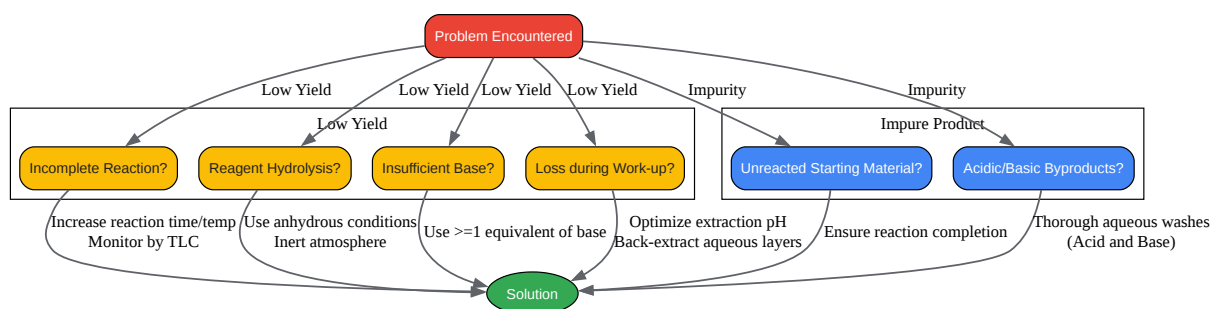 Problem Encountered
Low Yield
Low Yield
Low Yield
Low Yield
Impurity
Impurity
Low Yield
Impure Product
Incomplete Reaction?
Reagent Hydrolysis?
Insufficient Base?
Loss during Work-up?
Unreacted Starting Material?
Acidic/Basic Byproducts?
Increase reaction time/temp
Monitor by TLC
Use anhydrous conditions
Inert atmosphere
Use >=1 equivalent of base
Optimize extraction pH
Back-extract aqueous layers
Ensure reaction completion
Thorough aqueous washes
(Acid and Base)
Solution